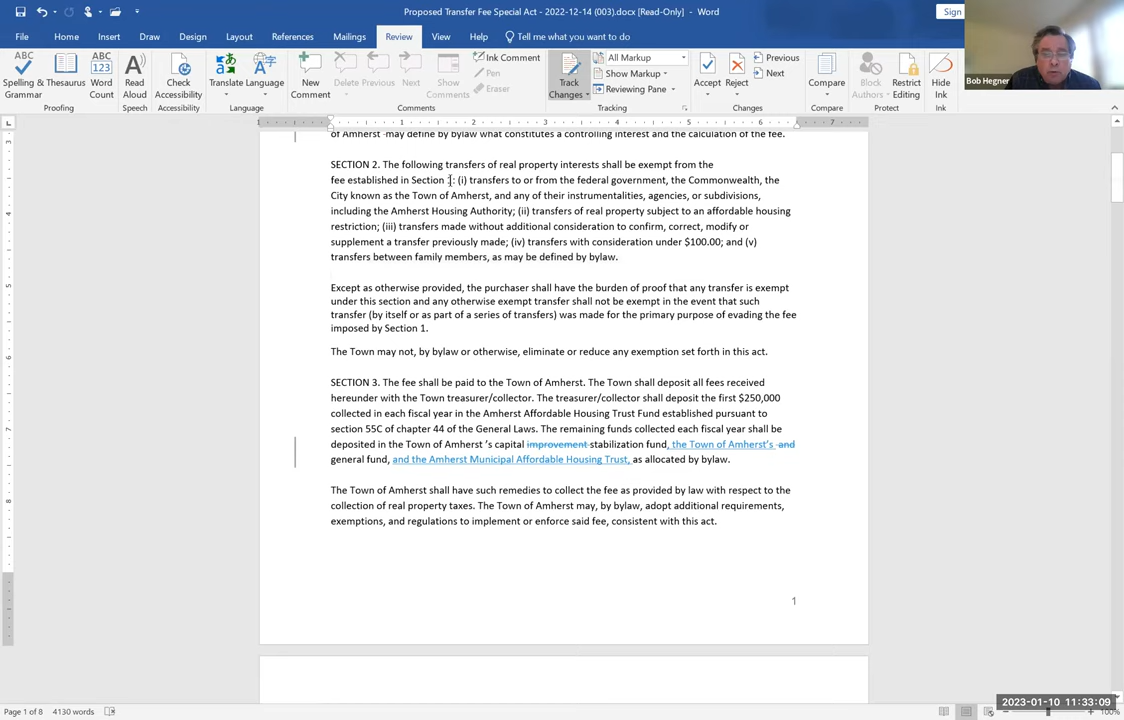 Proposed Transfer Fee Special Act - 2022-12-14 (003).docx [Read-Only] - Word
Sign
File Home Insert Draw Design Layout References Mailings Review View Help Tell me what you want to do
ABC
Spelling &
Grammar
Thesaurus
ABC
123
Word
Count
Proofing
A
Read
Aloud
Speech
Check
Accessibility
Accessibility
Translate
Language
Language
New
Comment
Delete
Previous
Next
Show
Comments
Ink Comment
Pen
Eraser
Comments
Track
Changes
All Markup
Show Markup
Reviewing Pane
Tracking
Accept
Reject
Previous
Next
Changes
Compare
Compare
Block
Authors
Restrict
Editing
Protect
Hide
Ink
Ink
Bob Hegner
1 2 3 4 5 6 7
3
4
5
6
7
8
of Amherst may define by bylaw what constitutes a controlling interest and the calculation of the fee.
SECTION 2. The following transfers of real property interests shall be exempt from the
fee established in Section : (i) transfers to or from the federal government, the Commonwealth, the
City known as the Town of Amherst, and any of their instrumentalities, agencies, or subdivisions,
including the Amherst Housing Authority; (ii) transfers of real property subject to an affordable housing
restriction; (iii) transfers made without additional consideration to confirm, correct, modify or
supplement a transfer previously made; (iv) transfers with consideration under $100.00; and (v)
transfers between family members, as may be defined by bylaw.
Except as otherwise provided, the purchaser shall have the burden of proof that any transfer is exempt
under this section and any otherwise exempt transfer shall not be exempt in the event that such
transfer (by itself or as part of a series of transfers) was made for the primary purpose of evading the fee
imposed by Section 1.
The Town may not, by bylaw or otherwise, eliminate or reduce any exemption set forth in this act.
SECTION 3. The fee shall be paid to the Town of Amherst. The Town shall deposit all fees received
hereunder with the Town treasurer/collector. The treasurer/collector shall deposit the first $250,000
collected in each fiscal year in the Amherst Affordable Housing Trust Fund established pursuant to
section 55C of chapter 44 of the General Laws. The remaining funds collected each fiscal year shall be
deposited in the Town of Amherst 's capital improvement stabilization fund, the Town of Amherst's and
general fund, and the Amherst Municipal Affordable Housing Trust, as allocated by bylaw.
The Town of Amherst shall have such remedies to collect the fee as provided by law with respect to the
collection of real property taxes. The Town of Amherst may, by bylaw, adopt additional requirements,
exemptions, and regulations to implement or enforce said fee, consistent with this act.
1
Page 1 of 8 4130 words
2023-01-10 11:33:09
100%